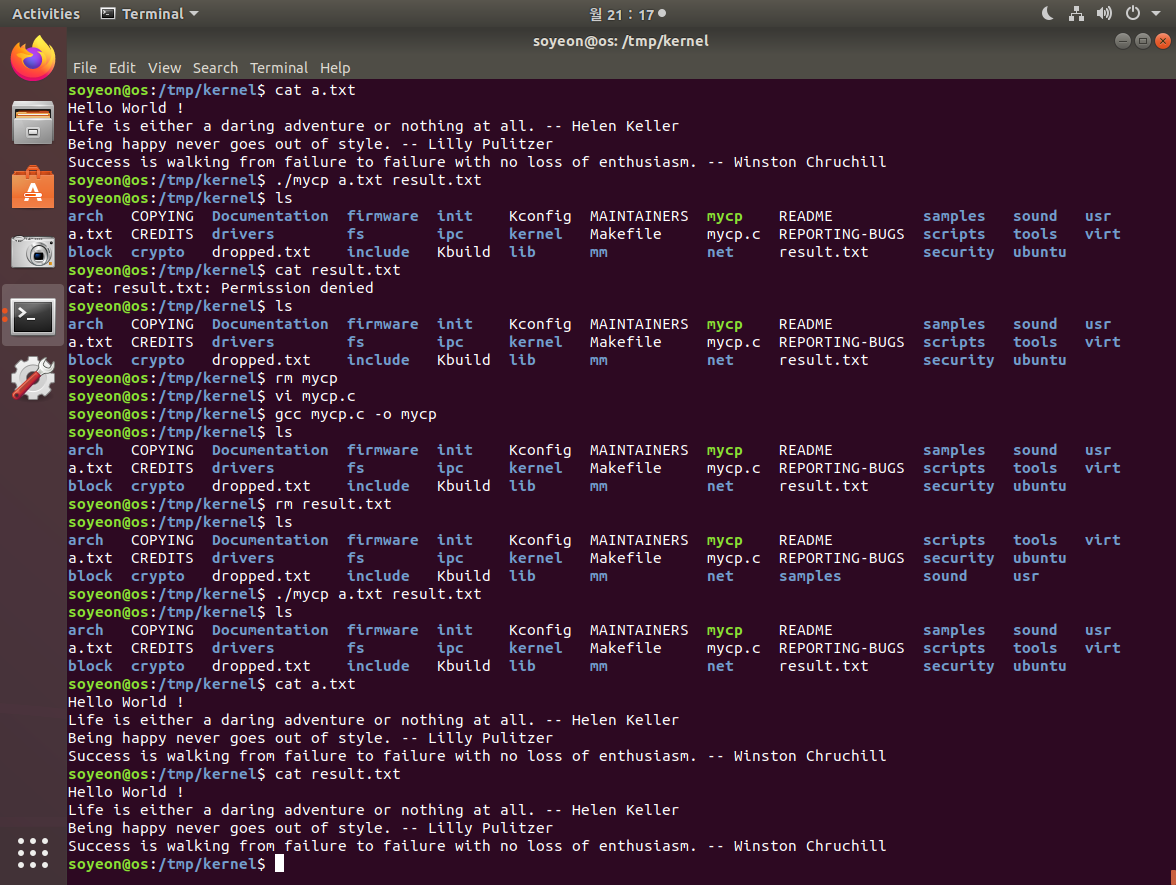 Activities Terminal 월 21 : 17
soyeon@os: /tmp/kernel
File Edit View Search Terminal Help
soyeon@os:/tmp/kernel$ cat a.txt
Hello World !
Life is either a daring adventure or nothing at all. -- Helen Keller
Being happy never goes out of style. -- Lilly Pulitzer
Success is walking from failure to failure with no loss of enthusiasm. -- Winston Chruchill
soyeon@os:/tmp/kernel$ ./mycp a.txt result.txt
soyeon@os:/tmp/kernel$ ls
arch COPYING Documentation firmware init Kconfig MAINTAINERS mycp README samples sound usr
a.txt CREDITS drivers fs ipc kernel Makefile mycp.c REPORTING-BUGS scripts tools virt
block crypto dropped.txt include Kbuild lib mm net result.txt security ubuntu
soyeon@os:/tmp/kernel$ cat result.txt
cat: result.txt: Permission denied
soyeon@os:/tmp/kernel$ ls
arch COPYING Documentation firmware init Kconfig MAINTAINERS mycp README samples sound usr
a.txt CREDITS drivers fs ipc kernel Makefile mycp.c REPORTING-BUGS scripts tools virt
block crypto dropped.txt include Kbuild lib mm net result.txt security ubuntu
soyeon@os:/tmp/kernel$ rm mycp
soyeon@os:/tmp/kernel$ vi mycp.c
soyeon@os:/tmp/kernel$ gcc mycp.c -o mycp
soyeon@os:/tmp/kernel$ ls
arch COPYING Documentation firmware init Kconfig MAINTAINERS mycp README samples sound usr
a.txt CREDITS drivers fs ipc kernel Makefile mycp.c REPORTING-BUGS scripts tools virt
block crypto dropped.txt include Kbuild lib mm net result.txt security ubuntu
soyeon@os:/tmp/kernel$ rm result.txt
soyeon@os:/tmp/kernel$ ls
arch COPYING Documentation firmware init Kconfig MAINTAINERS mycp README scripts tools virt
a.txt CREDITS drivers fs ipc kernel Makefile mycp.c REPORTING-BUGS security ubuntu
block crypto dropped.txt include Kbuild lib mm net samples sound usr
soyeon@os:/tmp/kernel$ ./mycp a.txt result.txt
soyeon@os:/tmp/kernel$ ls
arch COPYING Documentation firmware init Kconfig MAINTAINERS mycp README samples sound usr
a.txt CREDITS drivers fs ipc kernel Makefile mycp.c REPORTING-BUGS scripts tools virt
block crypto dropped.txt include Kbuild lib mm net result.txt security ubuntu
soyeon@os:/tmp/kernel$ cat a.txt
Hello World !
Life is either a daring adventure or nothing at all. -- Helen Keller
Being happy never goes out of style. -- Lilly Pulitzer
Success is walking from failure to failure with no loss of enthusiasm. -- Winston Chruchill
soyeon@os:/tmp/kernel$ cat result.txt
Hello World !
Life is either a daring adventure or nothing at all. -- Helen Keller
Being happy never goes out of style. -- Lilly Pulitzer
Success is walking from failure to failure with no loss of enthusiasm. -- Winston Chruchill
soyeon@os:/tmp/kernel$